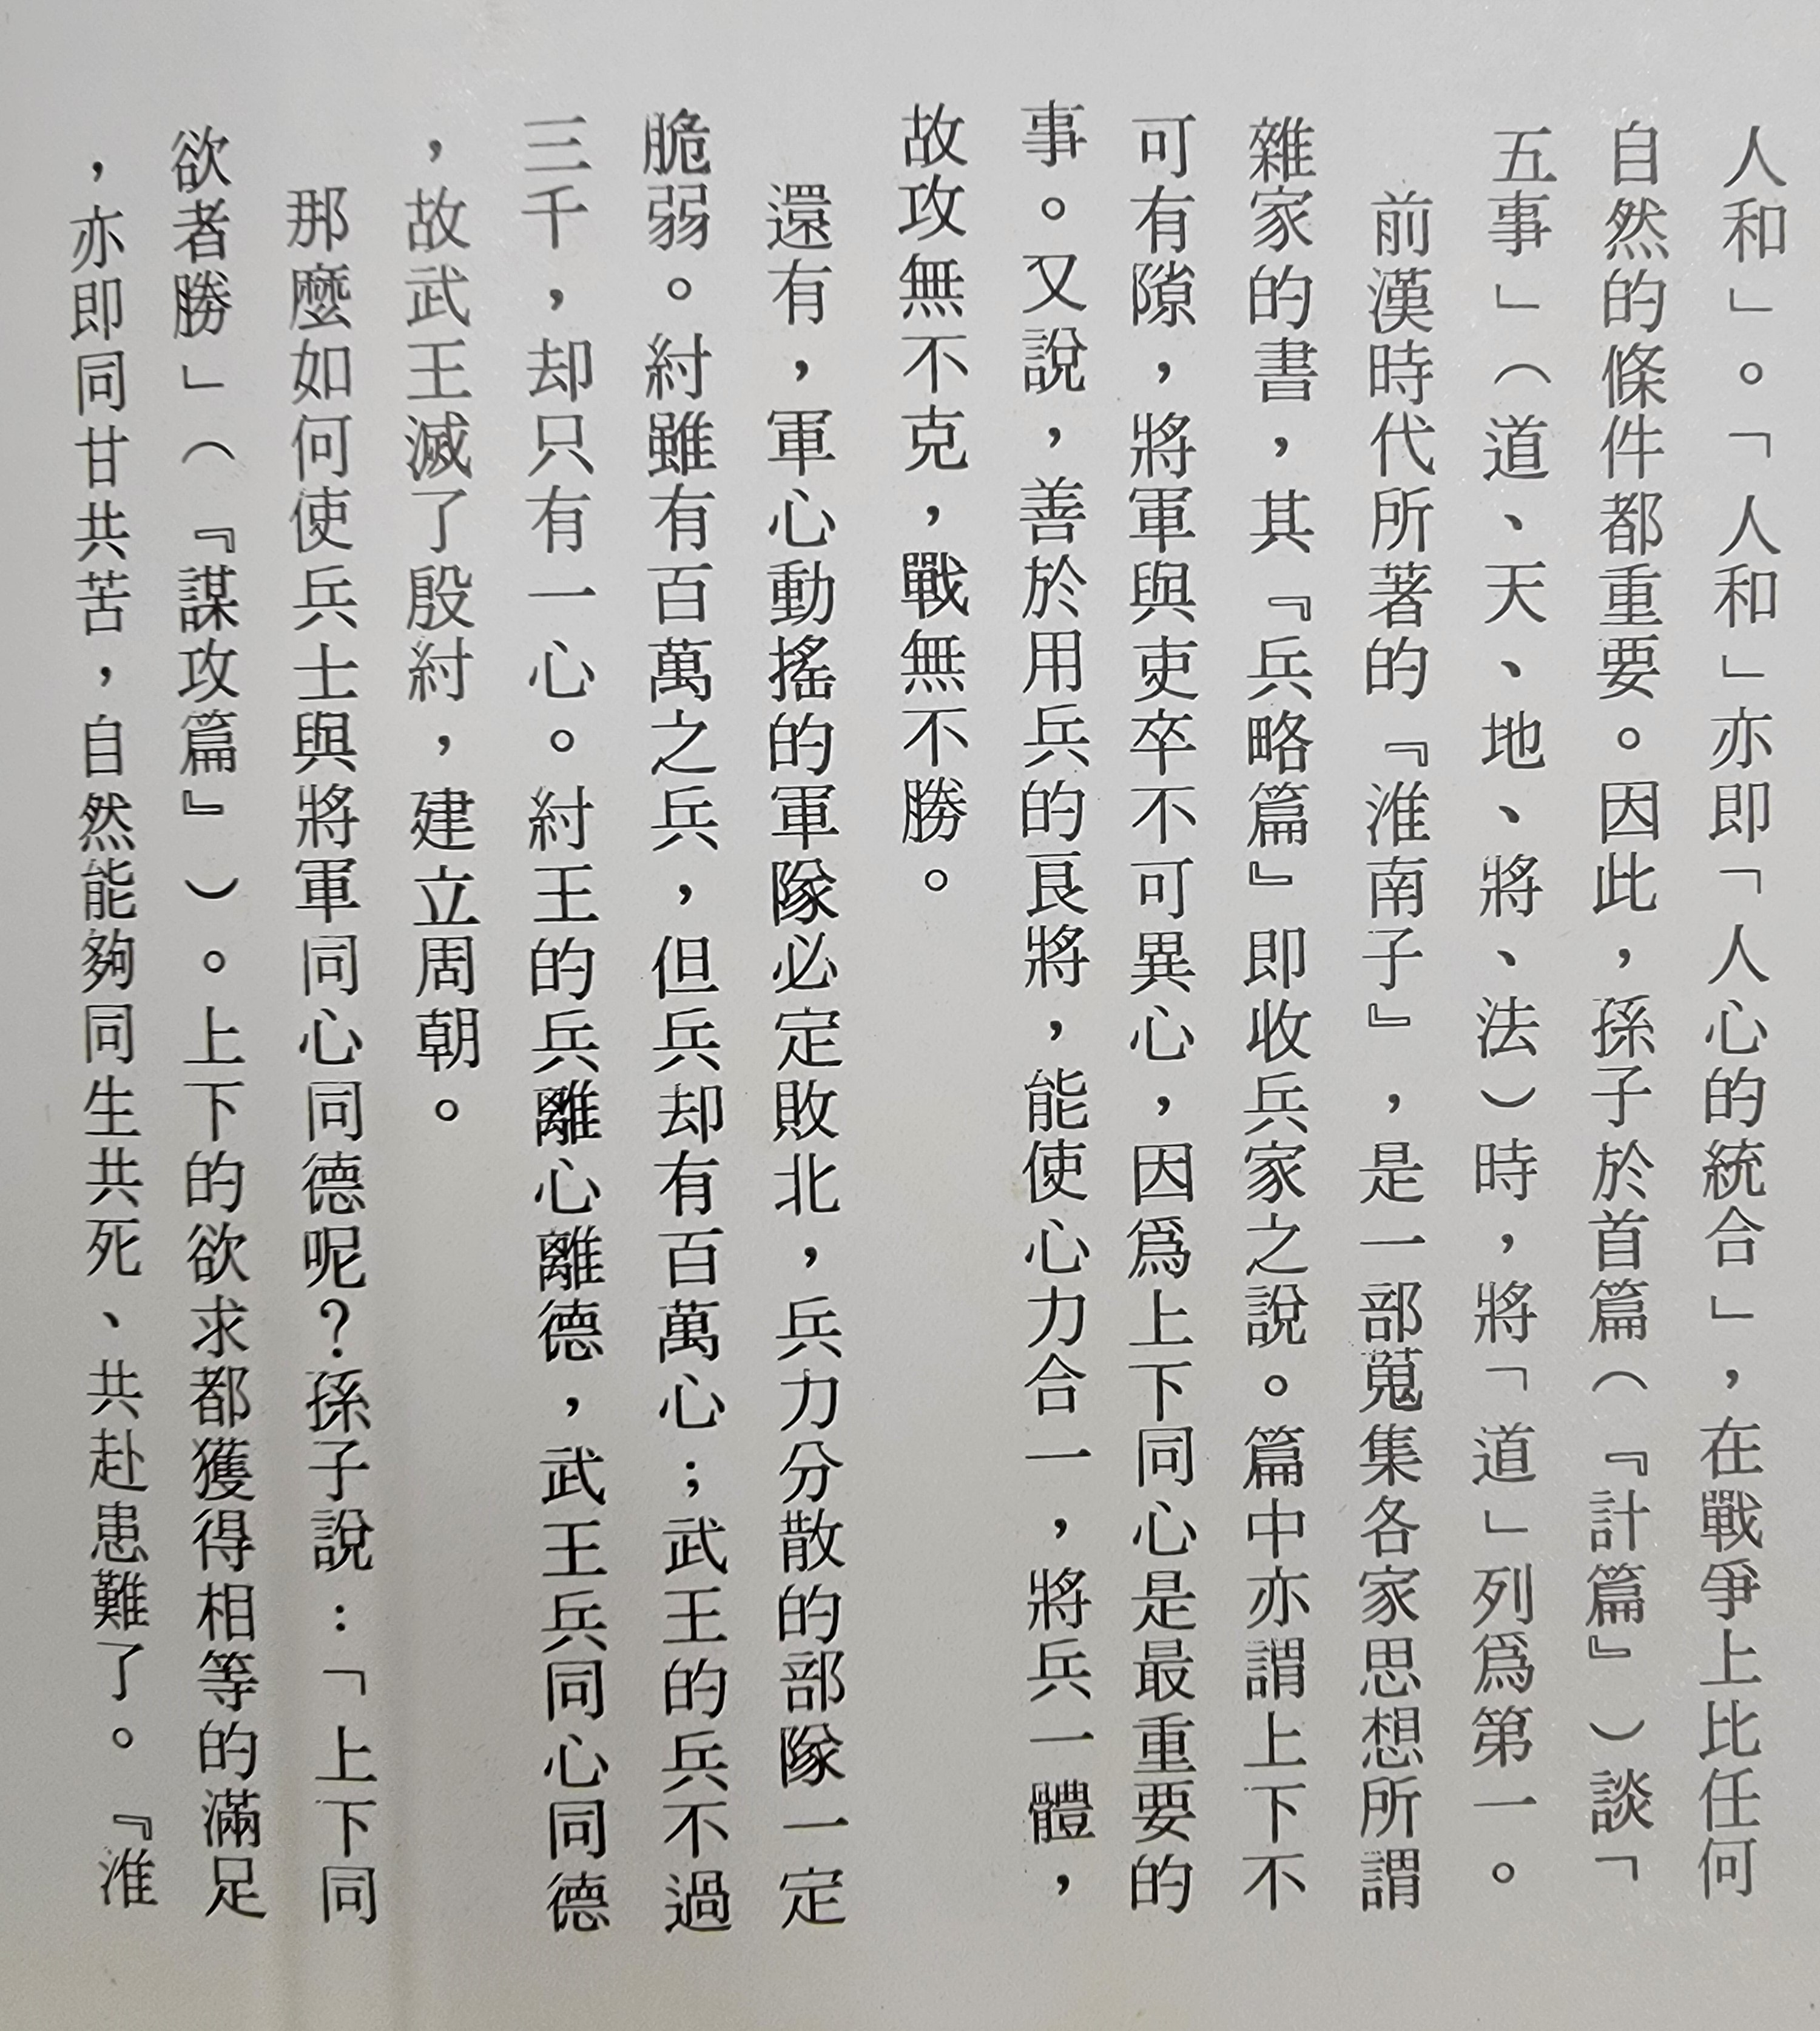 人和」。「人和」亦即「人心的統合」，在戰爭上比任何
自然的條件都重要。因此，孫子於首篇（『計篇』）談「
五事」（道、天、地、將、法）時，將「道」列爲第一。
前漢時代所著的『淮南子』，是一部蒐集各家思想所謂
雜家的書，其『兵略篇』即收兵家之說。篇中亦謂上下不
可有隙，將軍與吏卒不可異心，因爲上下同心是最重要的
事。又說，善於用兵的良將，能使心力合一，將兵一體，
故攻無不克，戰無不勝。
還有，軍心動搖的軍隊必定敗北，兵力分散的部隊一定
脆弱。紂雖有百萬之兵，但兵却有百萬心；武王的兵不過
三千，却只有一心。紂王的兵離心離德，武王兵同心同德
，故武王滅了殷紂，建立周朝。
那麼如何使兵士與將軍同心同德呢？孫子說：「上下同
欲者勝」（『謀攻篇』）。上下的欲求都獲得相等的滿足
，亦即同甘共苦，自然能夠同生共死、共赴患難了。『淮